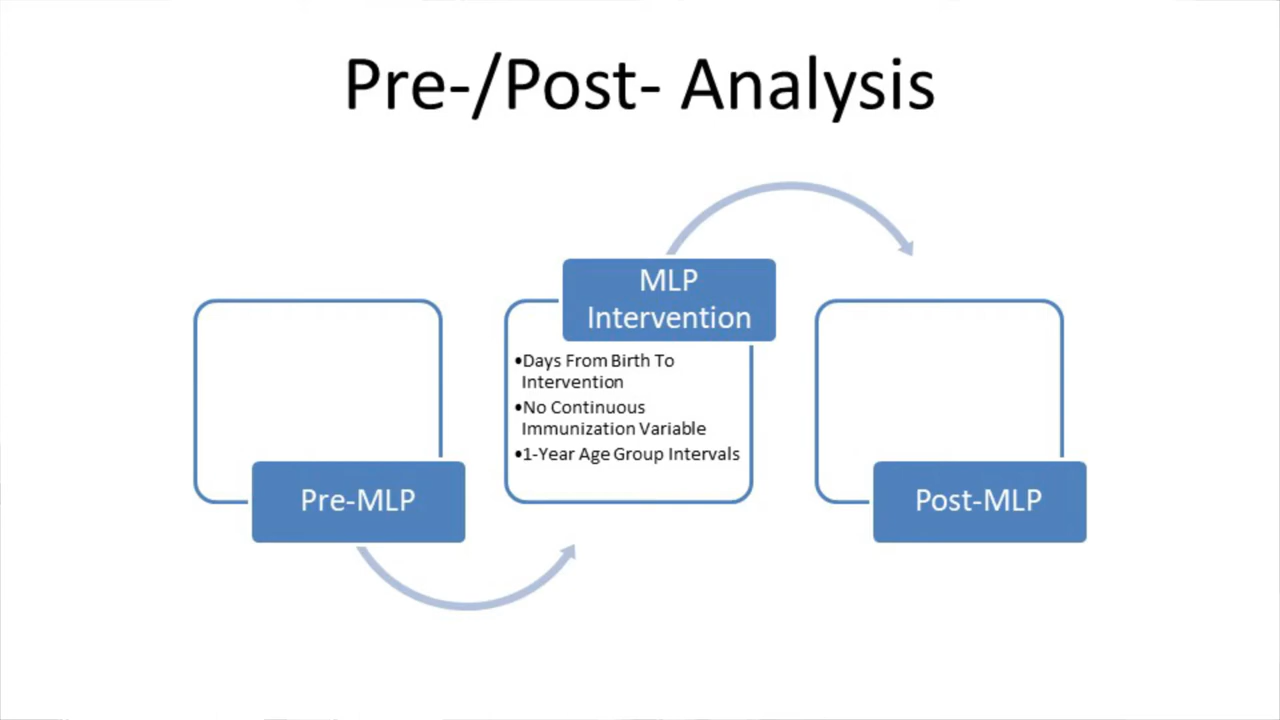 Pre-/Post- Analysis
MLP
Intervention
•Days From Birth To
Intervention
•No Continuous
Immunization Variable
•1-Year Age Group Intervals
Pre-MLP
Post-MLP